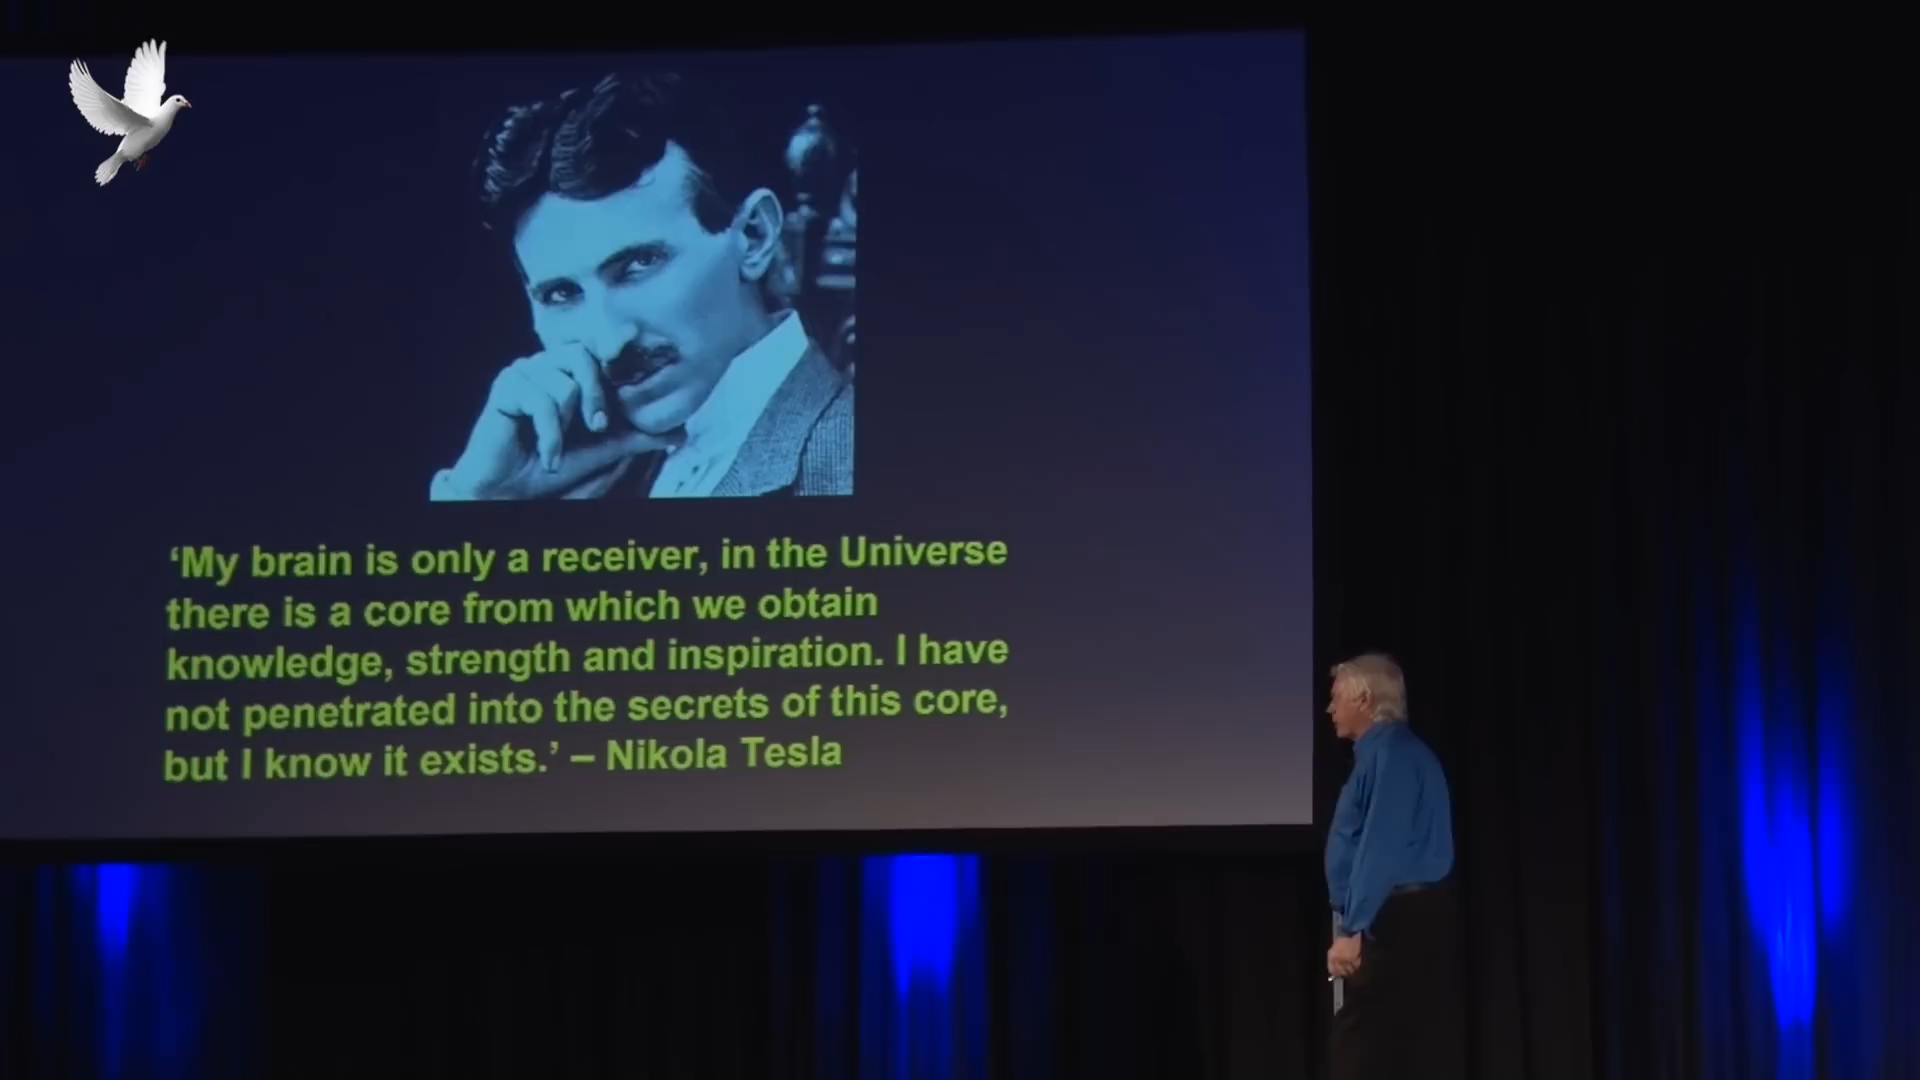 ‘My brain is only a receiver, in the Universe
there is a core from which we obtain
knowledge, strength and inspiration. I have
not penetrated into the secrets of this core,
but I know it exists.’ – Nikola Tesla